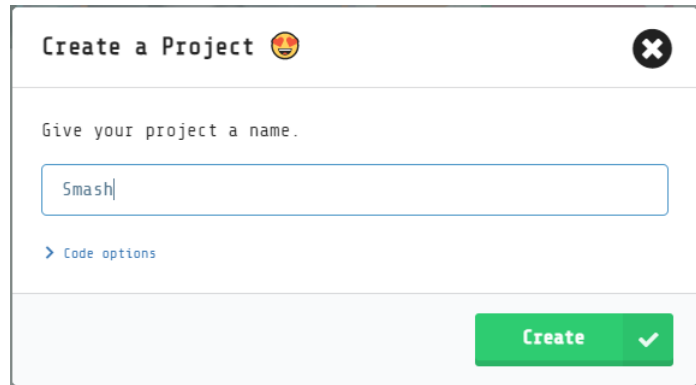 Create a Project 😍
Give your project a name.
Smash
Code options
Create